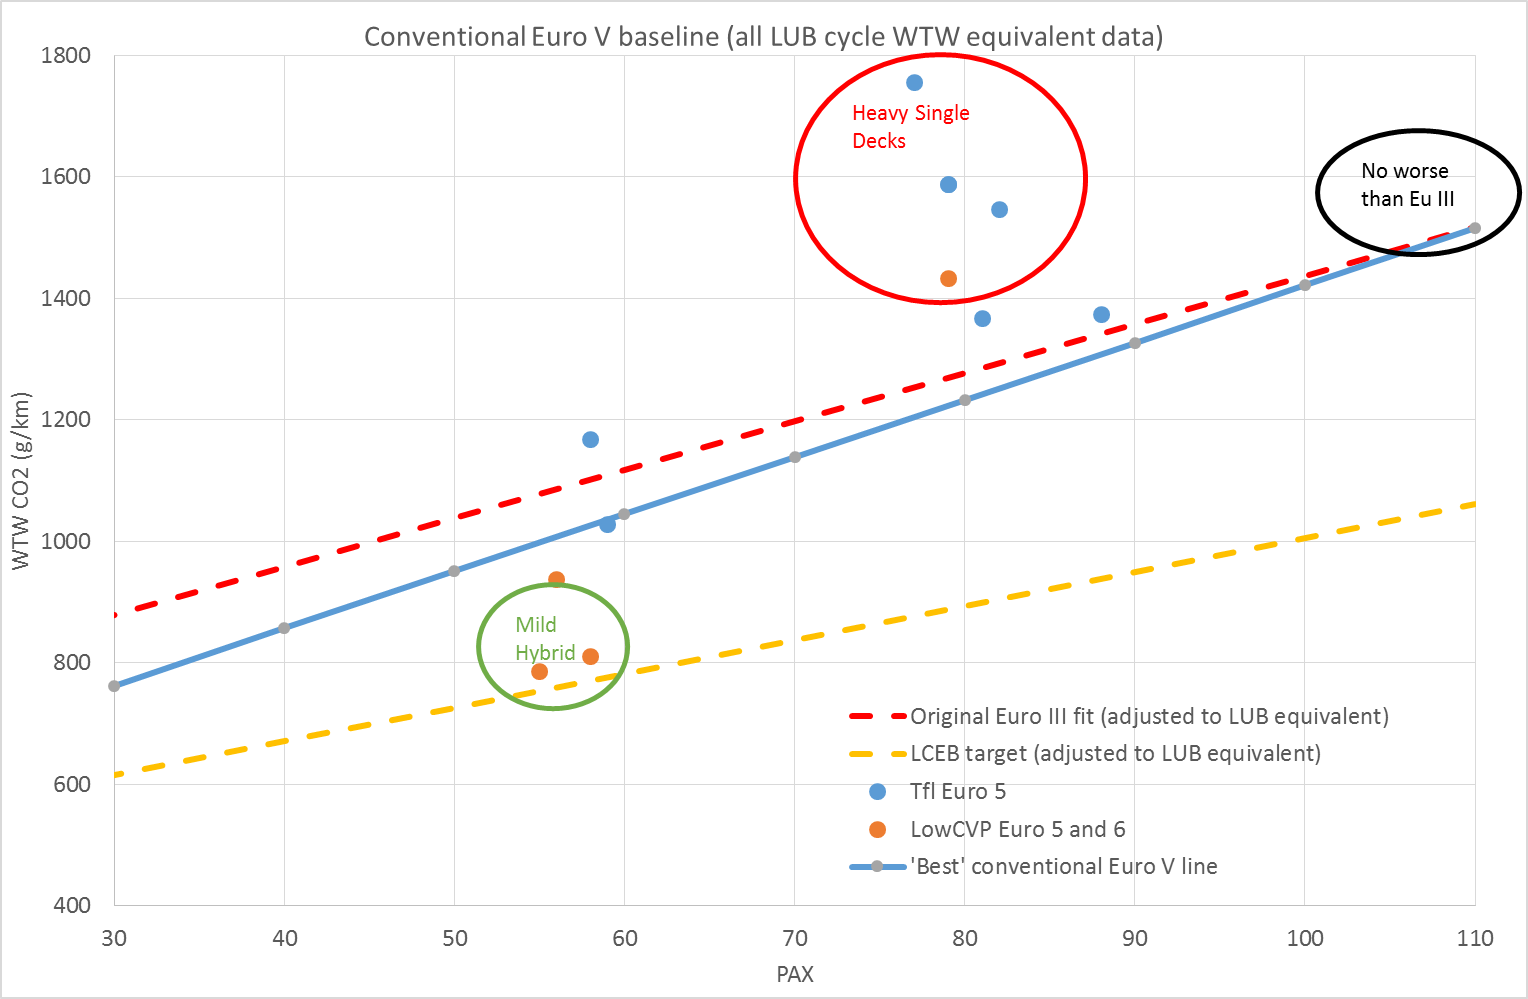 Conventional Euro V baseline (all LUB cycle WTW equivalent data)
1800
1600
1400
1200
1000
800
600
400
WTW CO2 (g/km)
Heavy Single
Decks
No worse
than Eu III
Mild
Hybrid
Original Euro III fit (adjusted to LUB equivalent)
LCEB target (adjusted to LUB equivalent)
Tfl Euro 5
LowCVP Euro 5 and 6
'Best' conventional Euro V line
30 40 50 60 70 80 90 100 110
PAX